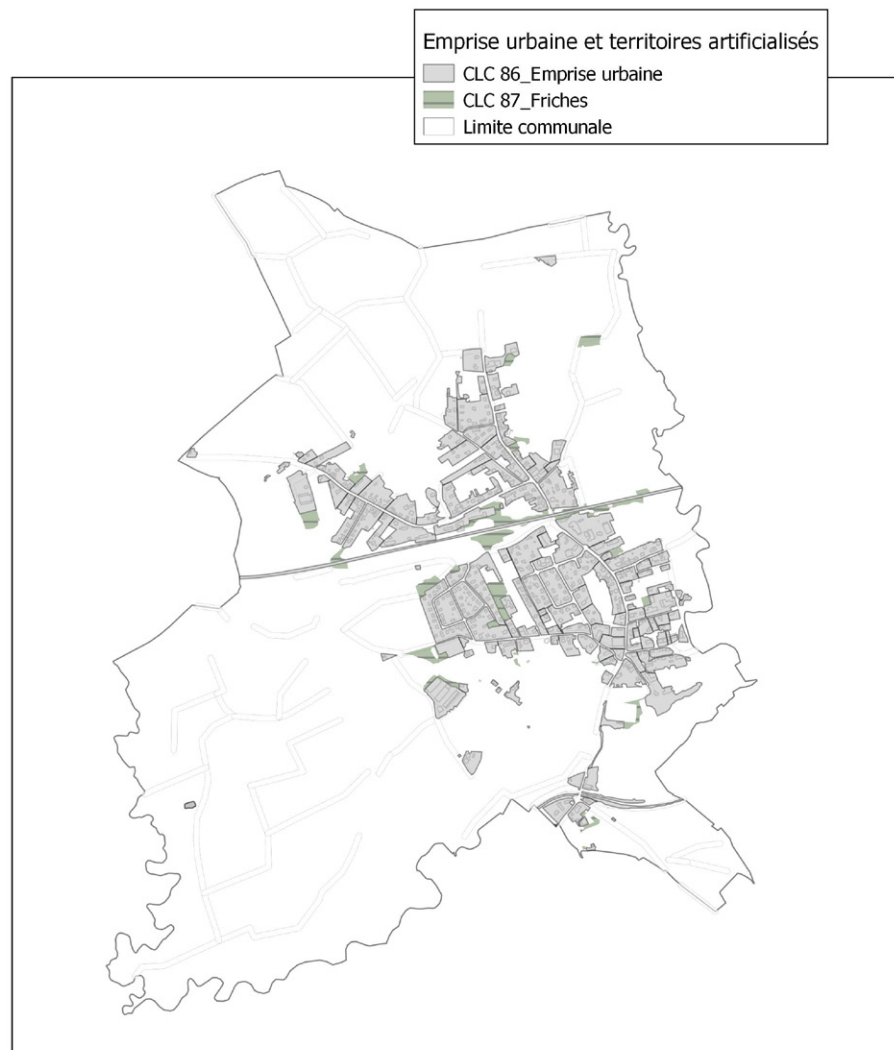 Emprise urbaine et territoires artificialisés
CLC 86_Emprise urbaine
CLC 87_Friches
Limite communale